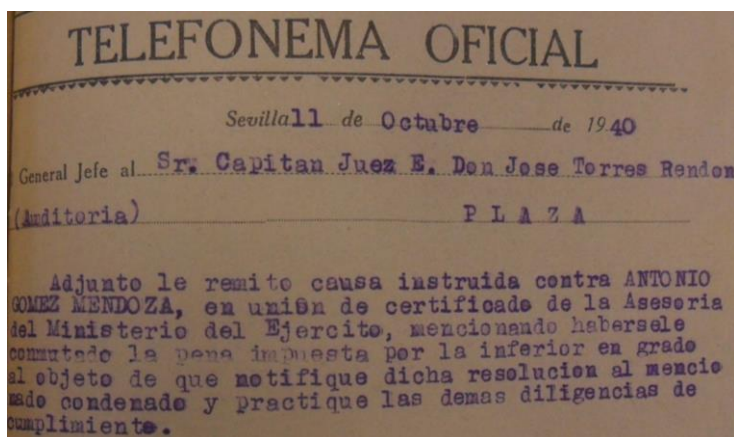 TELEFONEMA OFICIAL
Sevilla 11 de Octubre de 1940
General Jefe al Sr. Capitan Juez E. Don Jose Torres Rendon
(Auditoria) PLAZA
Adjunto le remito causa instruida contra ANTONIO
GOMEZ MENDOZA, en unión de certificado de la Asesoria
del Ministerio del Ejercito, mencionando habersele
conmutado la pena impuesta por la inferior en grado
al objeto de que notifique dicha resolucion al mencio
nado condenado y practique las demas diligencias de
cumplimiento.